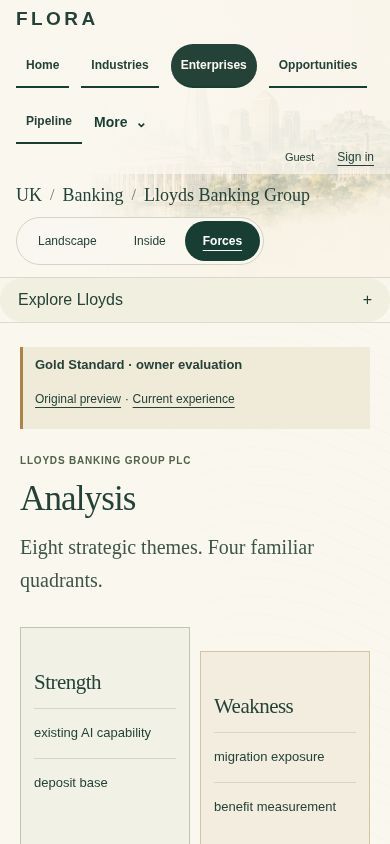 FLORA
Home Industries Enterprises Opportunities
Pipeline More
Guest Sign in
UK / Banking / Lloyds Banking Group
Landscape Inside Forces
Explore Lloyds +
Gold Standard · owner evaluation
Original preview · Current experience
LLOYDS BANKING GROUP PLC
Analysis
Eight strategic themes. Four familiar
quadrants.
Strength
existing AI capability
deposit base
Weakness
migration exposure
benefit measurement